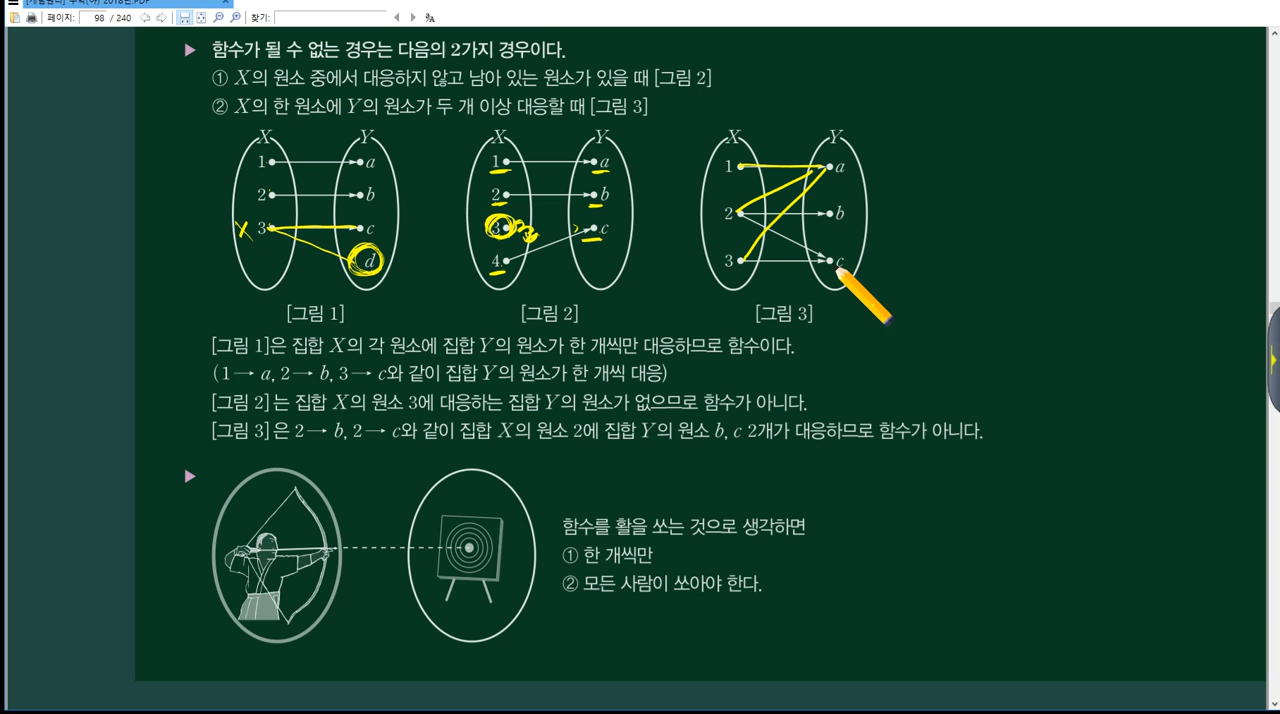 페이지: 98 / 240 찾기:
▶ 함수가 될 수 없는 경우는 다음의 2가지 경우이다.
① X의 원소 중에서 대응하지 않고 남아 있는 원소가 있을 때 [그림 2]
② X의 한 원소에 Y의 원소가 두 개 이상 대응할 때 [그림 3]
X Y X Y X Y
1 a 1 a 1 a
2 b 2 b 2 b
X 3 c 3 c 3 c
d 4
[그림 1] [그림 2] [그림 3]
[그림 1]은 집합 X의 각 원소에 집합 Y의 원소가 한 개씩만 대응하므로 함수이다.
(1→a, 2→b, 3→c와 같이 집합 Y의 원소가 한 개씩 대응)
[그림 2]는 집합 X의 원소 3에 대응하는 집합 Y의 원소가 없으므로 함수가 아니다.
[그림 3]은 2→b, 2→c와 같이 집합 X의 원소 2에 집합 Y의 원소 b, c 2개가 대응하므로 함수가 아니다.
함수를 활을 쏘는 것으로 생각하면
① 한 개씩만
② 모든 사람이 쏘아야 한다.